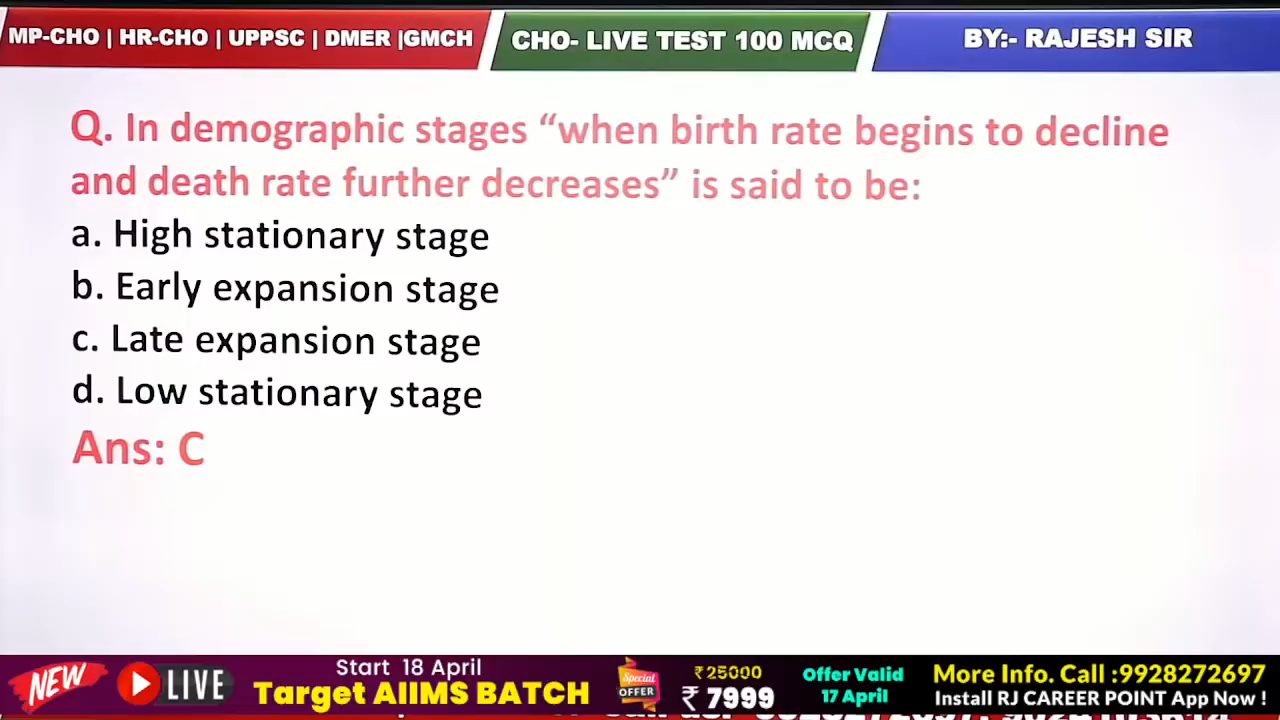 MP-CHO | HR-CHO | UPPSC | DMER |GMCH
CHO- LIVE TEST 100 MCQ
BY:- RAJESH SIR
Q. In demographic stages “when birth rate begins to decline
and death rate further decreases” is said to be:
a. High stationary stage
b. Early expansion stage
c. Late expansion stage
d. Low stationary stage
Ans: C
NEW
LIVE
Start 18 April
Target AIIMS BATCH
Special
OFFER
₹25000
₹ 7999
Offer Valid
17 April
More Info. Call :9928272697
Install RJ CAREER POINT App Now !